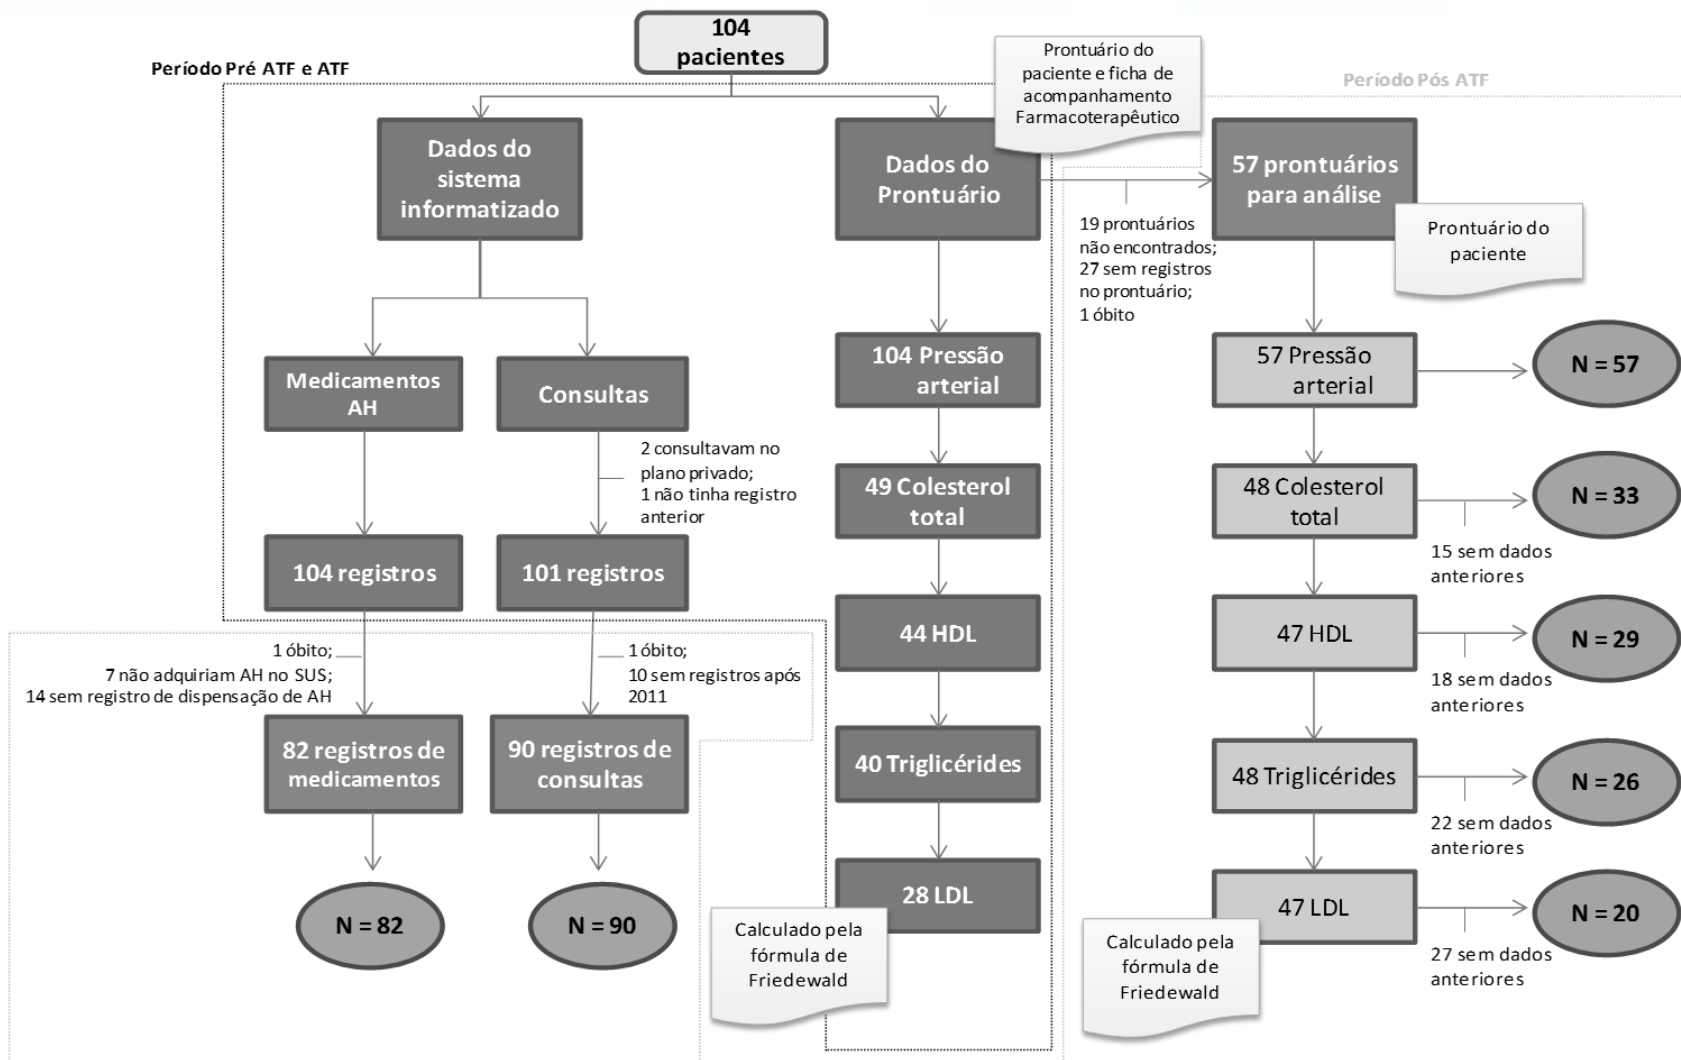 104
pacientes
Período Pré ATF e ATF
Prontuário do
paciente e ficha de
acompanhamento
Farmacoterapêutico
Período Pós ATF
Dados do
sistema
informatizado
Dados do
Prontuário
57 prontuários
para análise
19 prontuários
não encontrados;
27 sem registros
no prontuário;
1 óbito
Prontuário do
paciente
Medicamentos
AH
Consultas
104 Pressão
arterial
57 Pressão
arterial
N = 57
2 consultavam no
plano privado;
1 não tinha registro
anterior
49 Colesterol
total
48 Colesterol
total
N = 33
15 sem dados
anteriores
104 registros
101 registros
44 HDL
47 HDL
N = 29
18 sem dados
anteriores
1 óbito;
7 não adquiriam AH no SUS;
14 sem registro de dispensação de AH
1 óbito;
10 sem registros após
2011
82 registros de
medicamentos
90 registros de
consultas
40 Triglicérides
48 Triglicérides
N = 26
22 sem dados
anteriores
N = 82
N = 90
28 LDL
Calculado pela
fórmula de
Friedewald
47 LDL
Calculado pela
fórmula de
Friedewald
N = 20
27 sem dados
anteriores